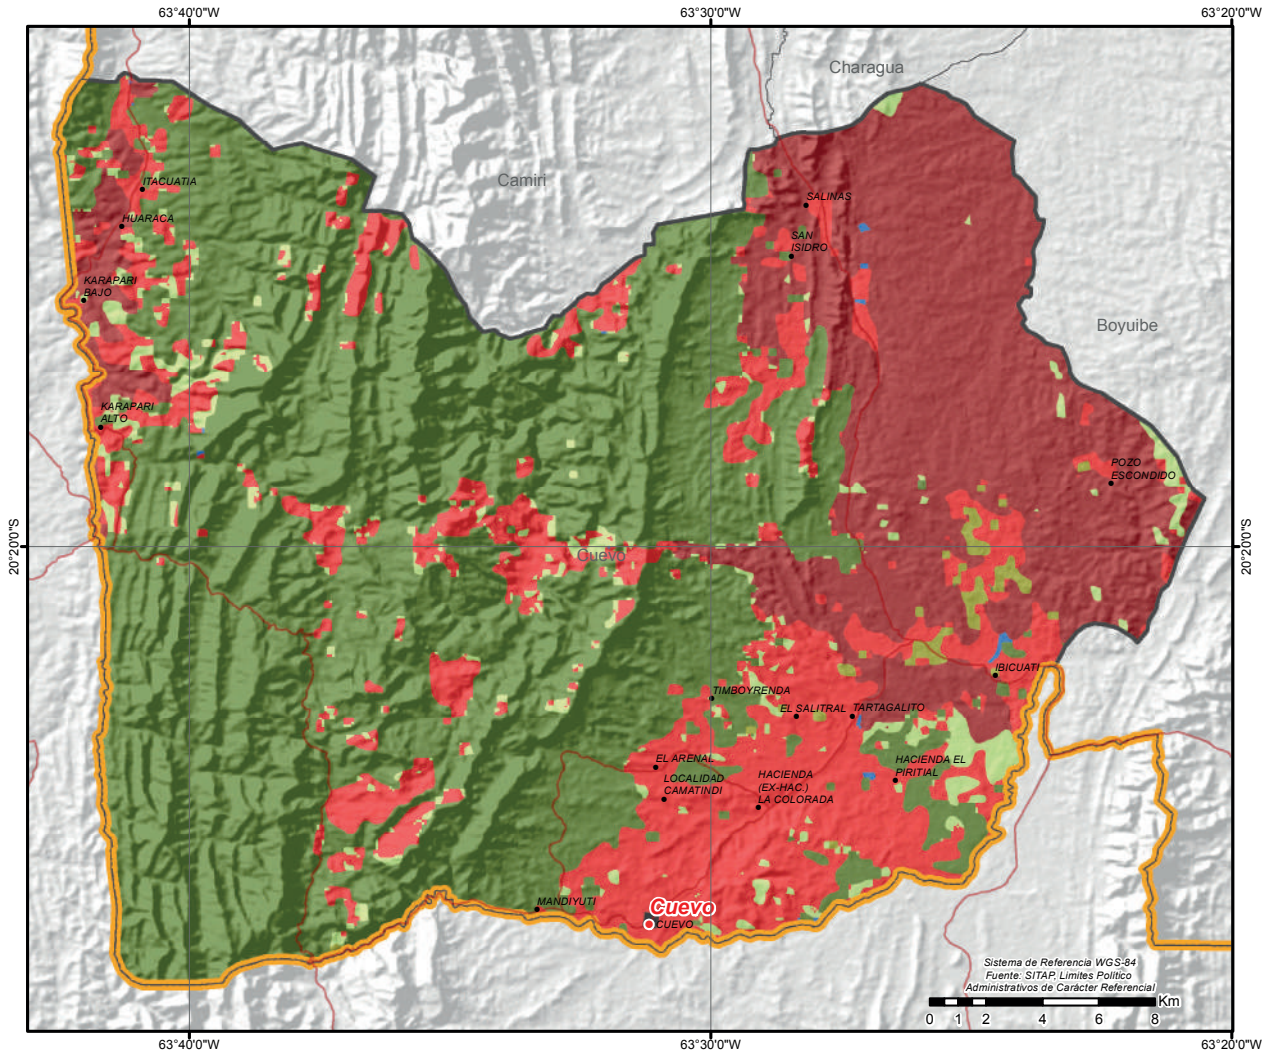 63°40'0"W
63°30'0"W
63°20'0"W
Charagua
Camiri
ITACUATIA
HUARACA
SALINAS
SAN
ISIDRO
KARAPARI
BAJO
Boyuibe
KARAPARI
ALTO
POZO
ESCONDIDO
20°20'0"S
Cuevo
20°20'0"S
IBICUATI
TIMBOYRENDA
EL SALITRAL
TARTAGALITO
EL ARENAL
LOCALIDAD
CAMATINDI
HACIENDA
(EX-HAC.)
LA COLORADA
HACIENDA EL
PIRITIAL
MANDIYUTI
Cuevo
CUEVO
Sistema de Referencia WGS-84
Fuente: SITAP, Limites Político
Administrativos de Carácter Referencial
Km
0 1 2 4 6 8
63°40'0"W
63°30'0"W
63°20'0"W